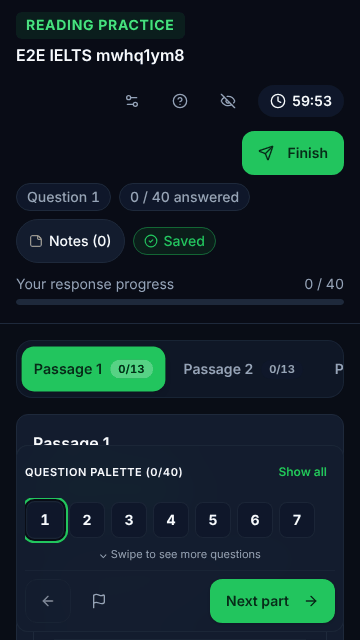 READING PRACTICE
E2E IELTS mwhq1ym8
59:53
Finish
Question 1
0 / 40 answered
Notes (0)
Saved
Your response progress
0 / 40
Passage 1
0/13
Passage 2
0/13
P
Passage 1
QUESTION PALETTE (0/40)
Show all
1
2
3
4
5
6
7
Swipe to see more questions
Next part